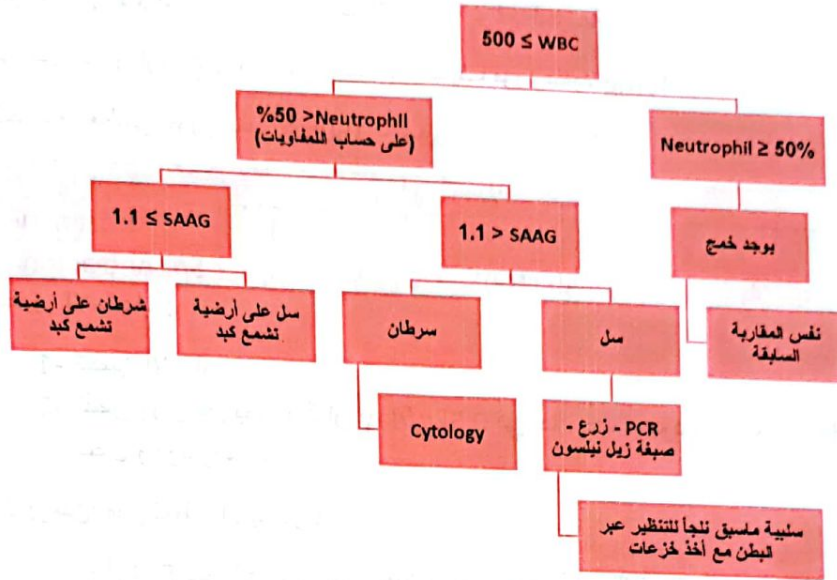 500 ≤ WBC
%50 >Neutrophil
(على حساب اللمفاويات)
Neutrophil ≥ 50%
1.1 ≤ SAAG
1.1 > SAAG
يوجد خمج
شرطان على أرضية
تشمع كبد
سل على أرضية
تشمع كبد
سرطان
سل
نفس المقاربة
السابقة
Cytology
PCR - زرع -
صبغة زيل نيلسون
سلبية ماسبق نلجأ للتنظير عبر
البطن مع أخذ خزعات